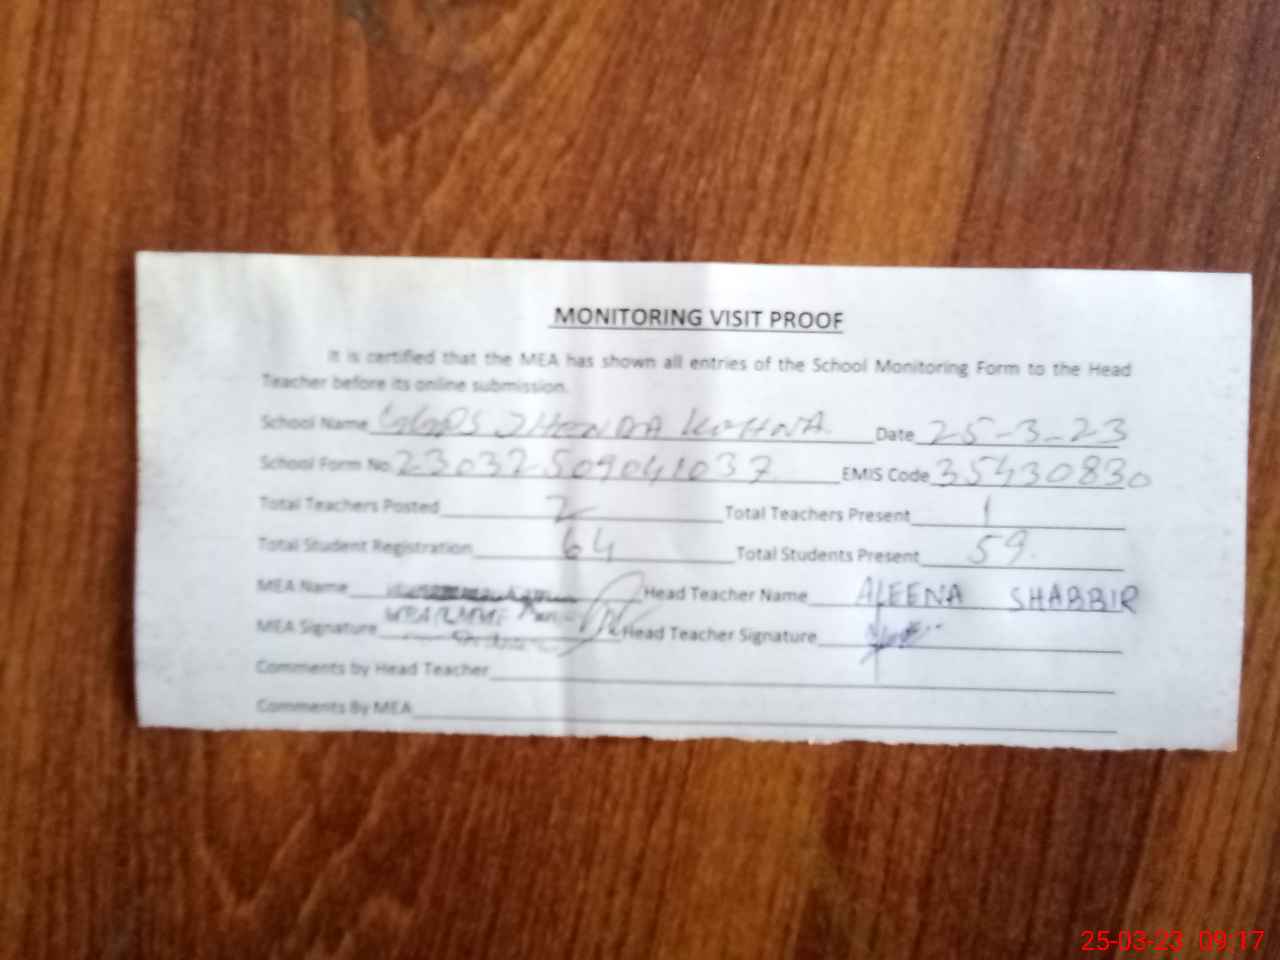 MONITORING VISIT PROOF
It is certified that the MEA has shown all entries of the School Monitoring Form to the Head
Teacher before its online submission.
School Name GGPS JHENDA KOHNA Date 25-3-23
School Form No. 23032509041037 EMIS Code 35430830
Total Teachers Posted 2 Total Teachers Present 1
Total Student Registration 64 Total Students Present 59
MEA Name Head Teacher Name ALEENA SHABBIR
MEA Signature Head Teacher Signature
Comments by Head Teacher
Comments By MEA
25-03-23 09:17